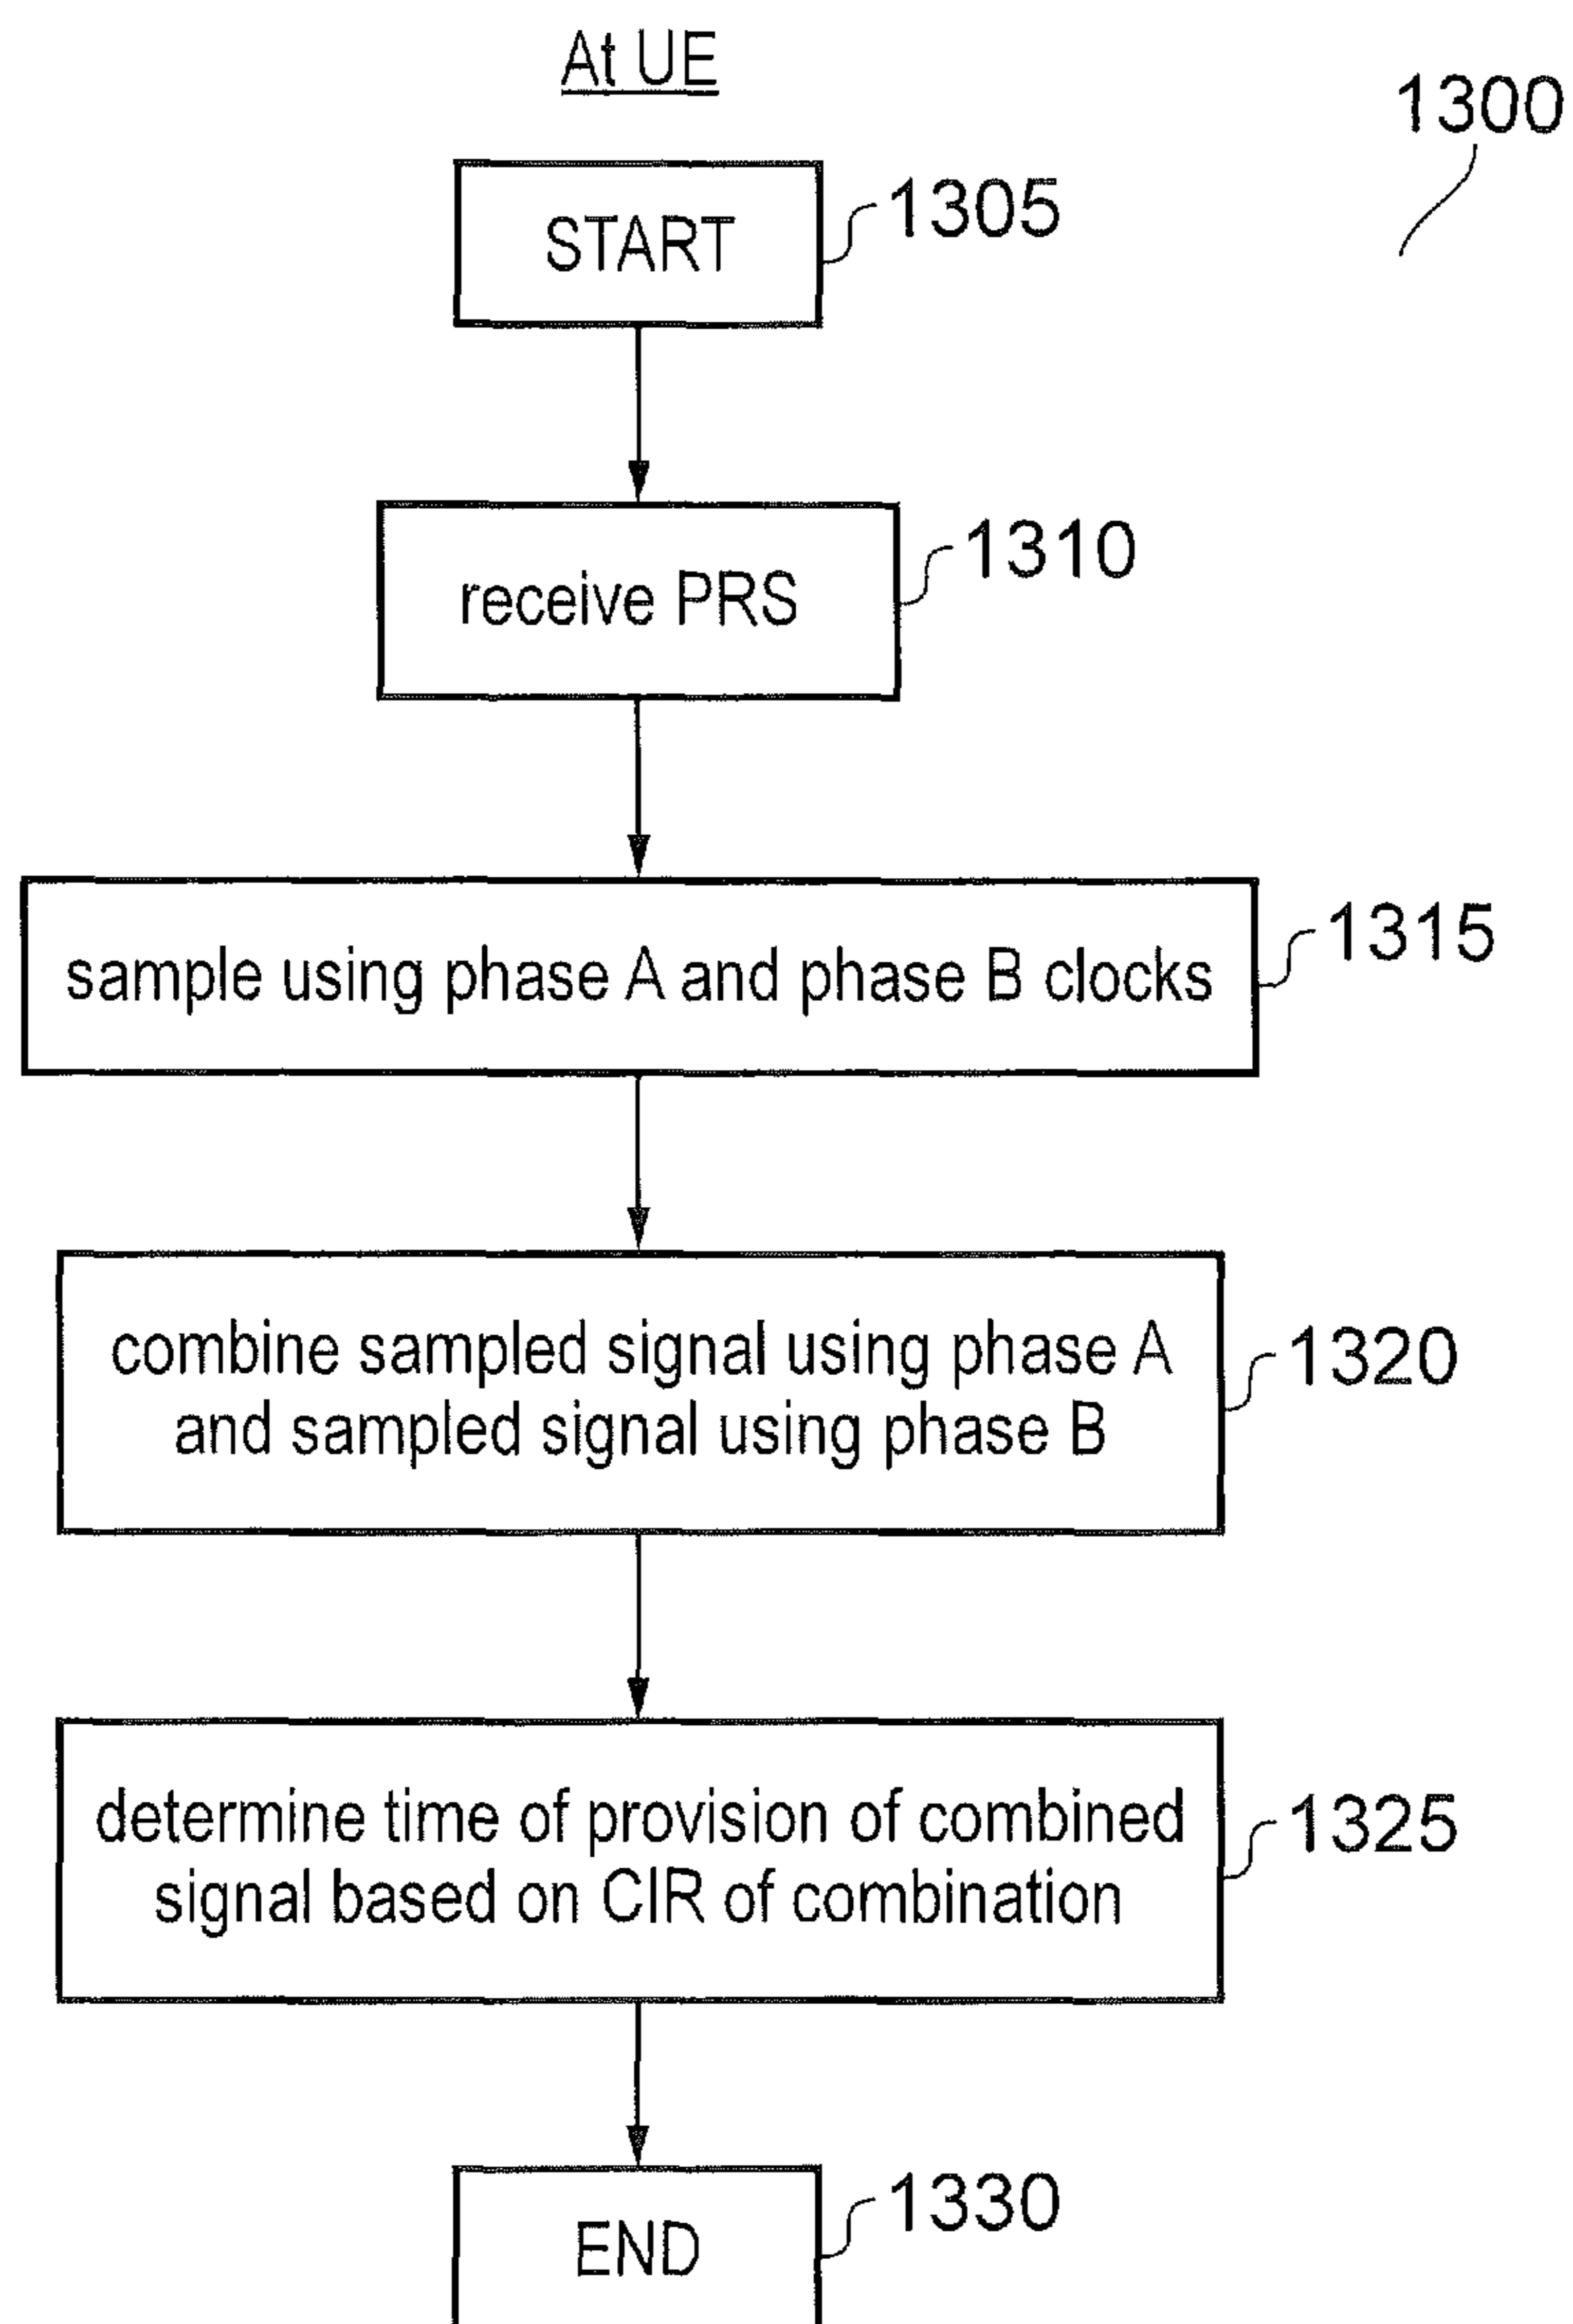 At UE
1300
START
1305
receive PRS
1310
sample using phase A and phase B clocks
1315
combine sampled signal using phase A
and sampled signal using phase B
1320
determine time of provision of combined
signal based on CIR of combination
1325
END
1330